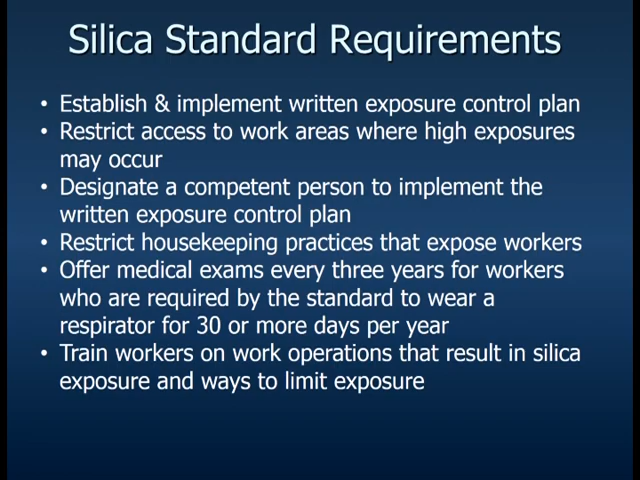 Silica Standard Requirements
• Establish & implement written exposure control plan
• Restrict access to work areas where high exposures
may occur
• Designate a competent person to implement the
written exposure control plan
• Restrict housekeeping practices that expose workers
• Offer medical exams every three years for workers
who are required by the standard to wear a
respirator for 30 or more days per year
• Train workers on work operations that result in silica
exposure and ways to limit exposure